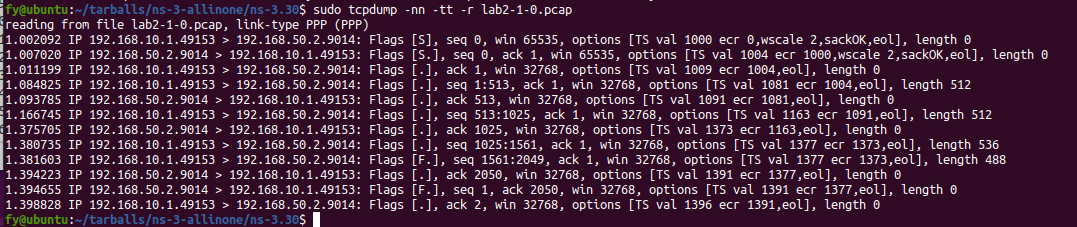 fy@ubuntu:~/tarballs/ns-3-allinone/ns-3.30$ sudo tcpdump -nn -tt -r lab2-1-0.pcap
reading from file lab2-1-0.pcap, link-type PPP (PPP)
1.002092 IP 192.168.10.1.49153 > 192.168.50.2.9014: Flags [S], seq 0, win 65535, options [TS val 1000 ecr 0,wscale 2,sackOK,eol], length 0
1.007020 IP 192.168.50.2.9014 > 192.168.10.1.49153: Flags [S.], seq 0, ack 1, win 65535, options [TS val 1004 ecr 1000,wscale 2,sackOK,eol], length 0
1.011199 IP 192.168.10.1.49153 > 192.168.50.2.9014: Flags [.], ack 1, win 32768, options [TS val 1009 ecr 1004,eol], length 0
1.084825 IP 192.168.10.1.49153 > 192.168.50.2.9014: Flags [.], seq 1:513, ack 1, win 32768, options [TS val 1081 ecr 1004,eol], length 512
1.093785 IP 192.168.50.2.9014 > 192.168.10.1.49153: Flags [.], ack 513, win 32768, options [TS val 1091 ecr 1081,eol], length 0
1.166745 IP 192.168.10.1.49153 > 192.168.50.2.9014: Flags [.], seq 513:1025, ack 1, win 32768, options [TS val 1163 ecr 1091,eol], length 512
1.375705 IP 192.168.50.2.9014 > 192.168.10.1.49153: Flags [.], ack 1025, win 32768, options [TS val 1373 ecr 1163,eol], length 0
1.380735 IP 192.168.10.1.49153 > 192.168.50.2.9014: Flags [.], seq 1025:1561, ack 1, win 32768, options [TS val 1377 ecr 1373,eol], length 536
1.381603 IP 192.168.10.1.49153 > 192.168.50.2.9014: Flags [F.], seq 1561:2049, ack 1, win 32768, options [TS val 1377 ecr 1373,eol], length 488
1.394223 IP 192.168.50.2.9014 > 192.168.10.1.49153: Flags [.], ack 2050, win 32768, options [TS val 1391 ecr 1377,eol], length 0
1.394655 IP 192.168.50.2.9014 > 192.168.10.1.49153: Flags [F.], seq 1, ack 2050, win 32768, options [TS val 1391 ecr 1377,eol], length 0
1.398828 IP 192.168.10.1.49153 > 192.168.50.2.9014: Flags [.], ack 2, win 32768, options [TS val 1396 ecr 1391,eol], length 0
fy@ubuntu:~/tarballs/ns-3-allinone/ns-3.30$